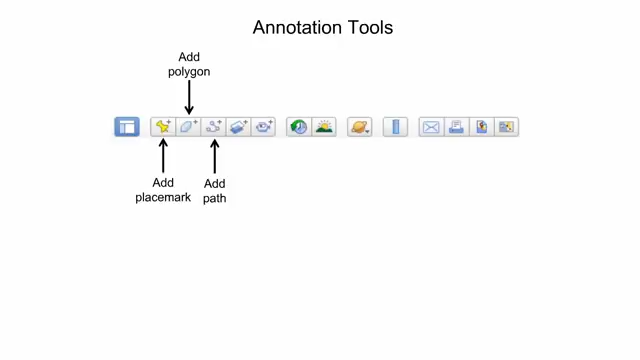 Annotation Tools
Add
polygon
Add
placemark
Add
path